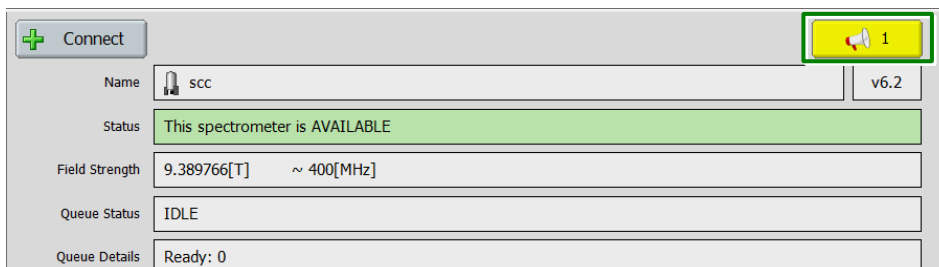 Connect 1
Name scc v6.2
Status This spectrometer is AVAILABLE
Field Strength 9.389766[T] ~ 400[MHz]
Queue Status IDLE
Queue Details Ready: 0